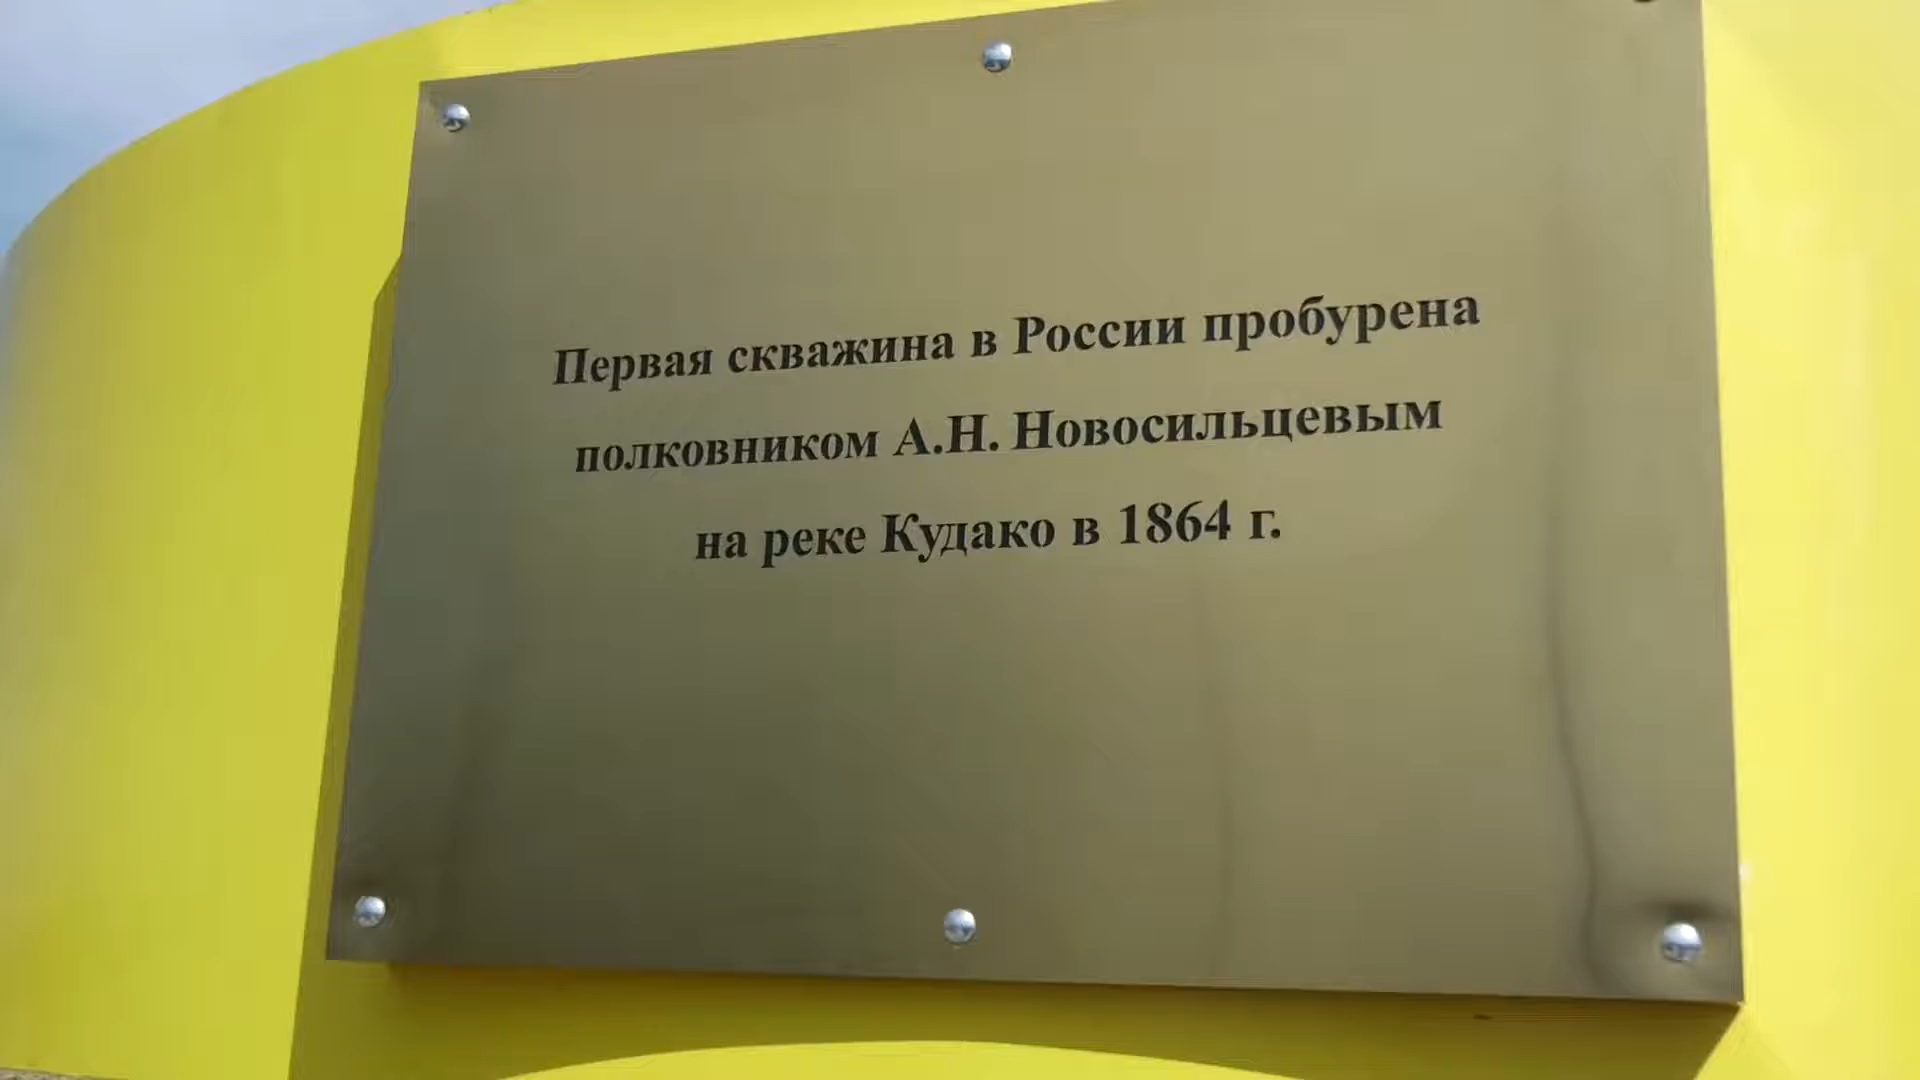 Первая скважина в России пробурена
полковником А.Н. Новосильцевым
на реке Кудако в 1864 г.